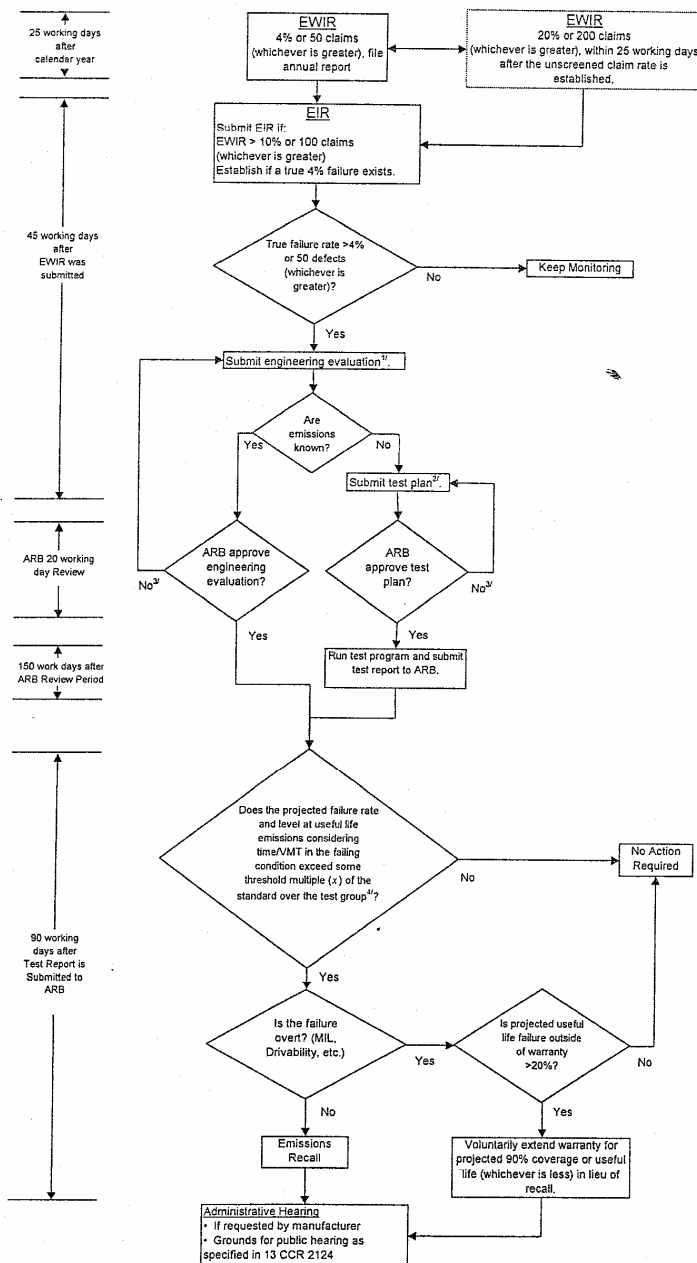 25 working days
after
calendar year
EWIR
4% or 50 claims
(whichever is greater), file
annual report
EWIR
20% or 200 claims
(whichever is greater), within 25 working days
after the unscreened claim rate is
established.
EIR
Submit EIR if:
EWIR > 10% or 100 claims
(whichever is greater)
Establish if a true 4% failure exists.
45 working days
after
EWIR was
submitted
True failure rate >4%
or 50 defects
(whichever is
greater)?
No
Keep Monitoring
Yes
Submit engineering evaluation1/.
Are
emissions
known?
Yes
No
Submit test plan2/.
ARB 20 working
day Review
ARB approve
engineering
evaluation?
No3/
Yes
ARB
approve test
plan?
No3/
Yes
150 work days after
ARB Review Period
Run test program and submit
test report to ARB.
Does the projected failure rate
and level at useful life
emissions considering
time/VMT in the failing
condition exceed some
threshold multiple (x) of the
standard over the test group4/?
No
No Action
Required
Yes
90 working
days after
Test Report is
Submitted to
ARB
Is the failure
overt? (MIL,
Drivability, etc.)
Yes
Is projected useful
life failure outside
of warranty
>20%?
No
No
Yes
Emissions
Recall
Voluntarily extend warranty for
projected 90% coverage or useful
life (whichever is less) in lieu of
recall.
Administrative Hearing
• If requested by manufacturer
• Grounds for public hearing as
specified in 13 CCR 2124